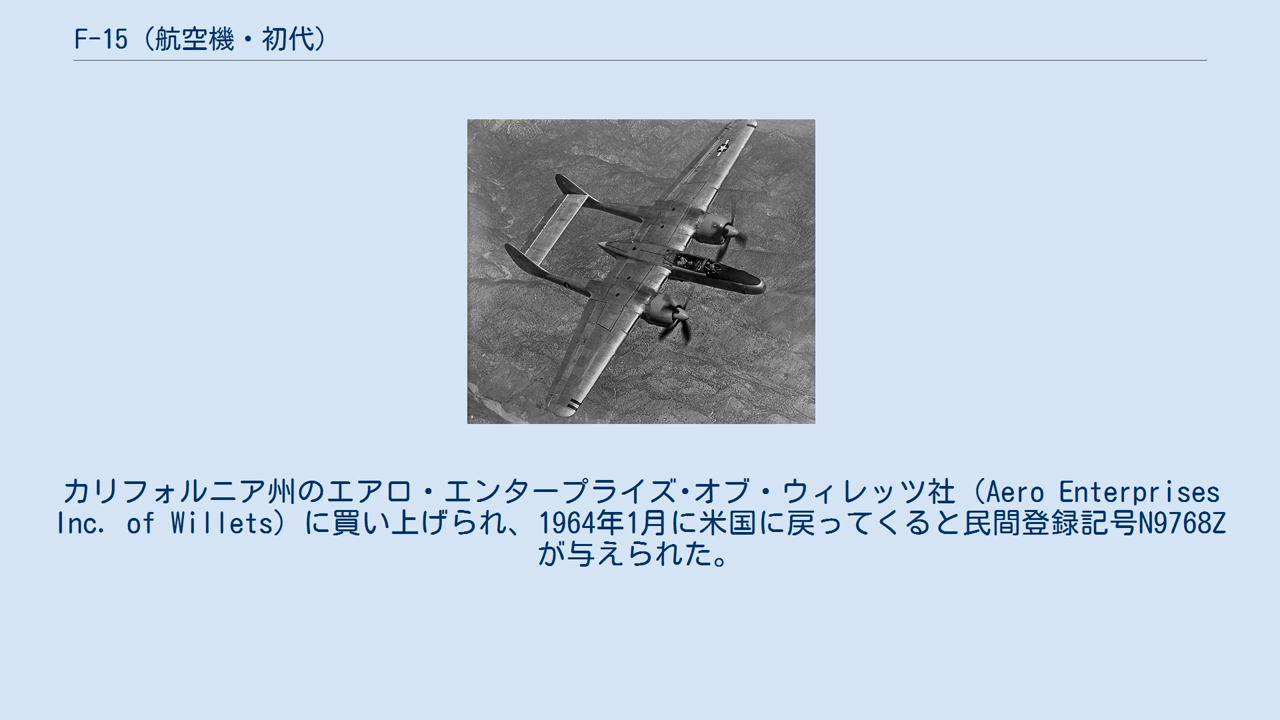 F-15（航空機・初代）
カリフォルニア州のエアロ・エンタープライズ･オブ・ウィレッツ社（Aero Enterprises
Inc. of Willets）に買い上げられ、1964年1月に米国に戻ってくると民間登録記号N9768Z
が与えられた。